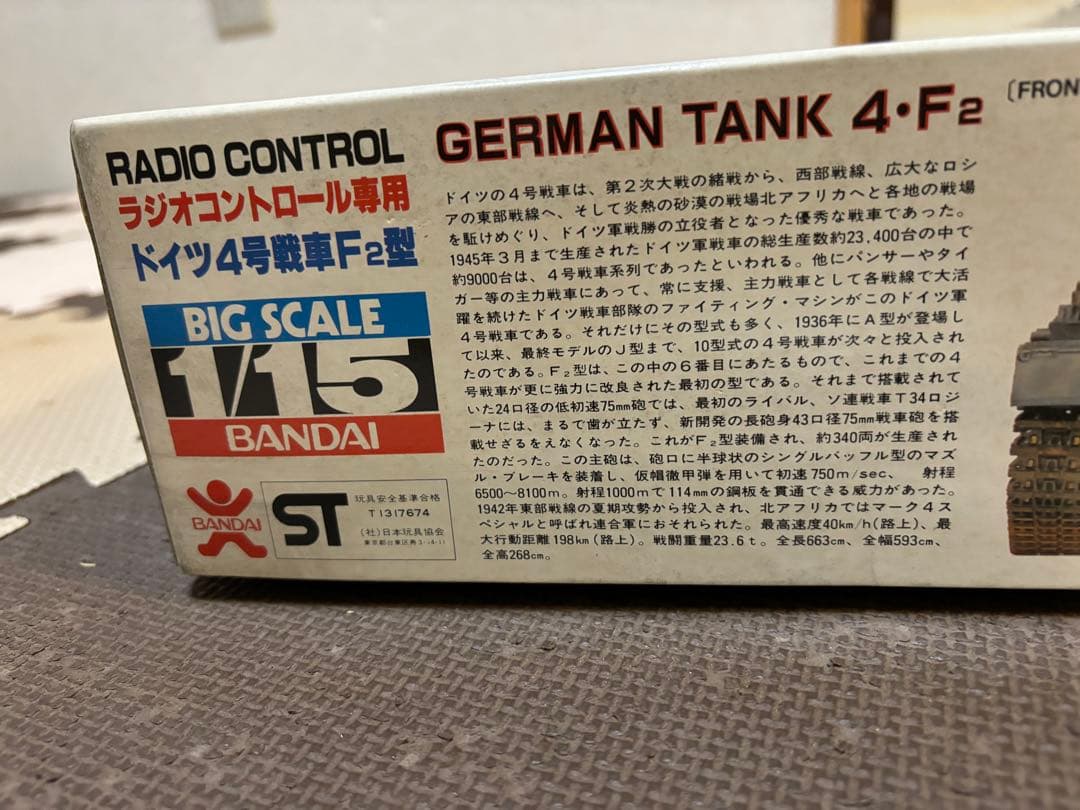 RADIO CONTROL
ラジオコントロール専用
ドイツ4号戦車F2型
BIG SCALE
1/15
BANDAI
BANDAI
ST
玩具安全基準合格
T1317674
(社)日本玩具協会
GERMAN TANK 4・F2
〔FRON
ドイツの4号戦車は、第2次大戦の緒戦から、西部戦線、広大なロシ
アの東部戦線へ、そして炎熱の砂漠の戦場北アフリカへと各地の戦場
を駈けめぐり、ドイツ軍戦勝の立役者となった優秀な戦車であった。
1945年3月まで生産されたドイツ軍戦車の総生産数約23,400台の中で
約9000台は、4号戦車系列であったといわれる。他にパンサーやタイ
ガー等の主力戦車にあって、常に支援、主力戦車として各戦線で大活
躍を続けたドイツ戦車部隊のファイティング・マシンがこのドイツ軍
4号戦車である。それだけにその型式も多く、1936年にA型が登場し
て以来、最終モデルのJ型まで、10型式の4号戦車が次々と投入され
たのである。F2型は、この中の6番目にあたるもので、これまでの4
号戦車が更に強力に改良された最初の型である。それまで搭載されて
いた24口径の低初速75mm砲では、最初のライバル、ソ連戦車T34ロジ
ーナには、まるで歯が立たず、新開発の長砲身43口径75mm戦車砲を搭
載せざるをえなくなった。これがF2型装備され、約340両が生産され
たのだった。この主砲は、砲口に半球状のシングルバッフル型のマズ
ル・ブレーキを装着し、仮帽徹甲弾を用いて初速750m/sec、 射程
6500〜8100m。射程1000mで114mmの鋼板を貫通できる威力があった。
1942年東部戦線の夏期攻勢から投入され、北アフリカではマーク4ス
ペシャルと呼ばれ連合軍におそれられた。最高速度40km/h(路上)、最
大行動距離198km(路上)。戦闘重量23.6t。全長663cm、全幅593cm、
全高268cm。